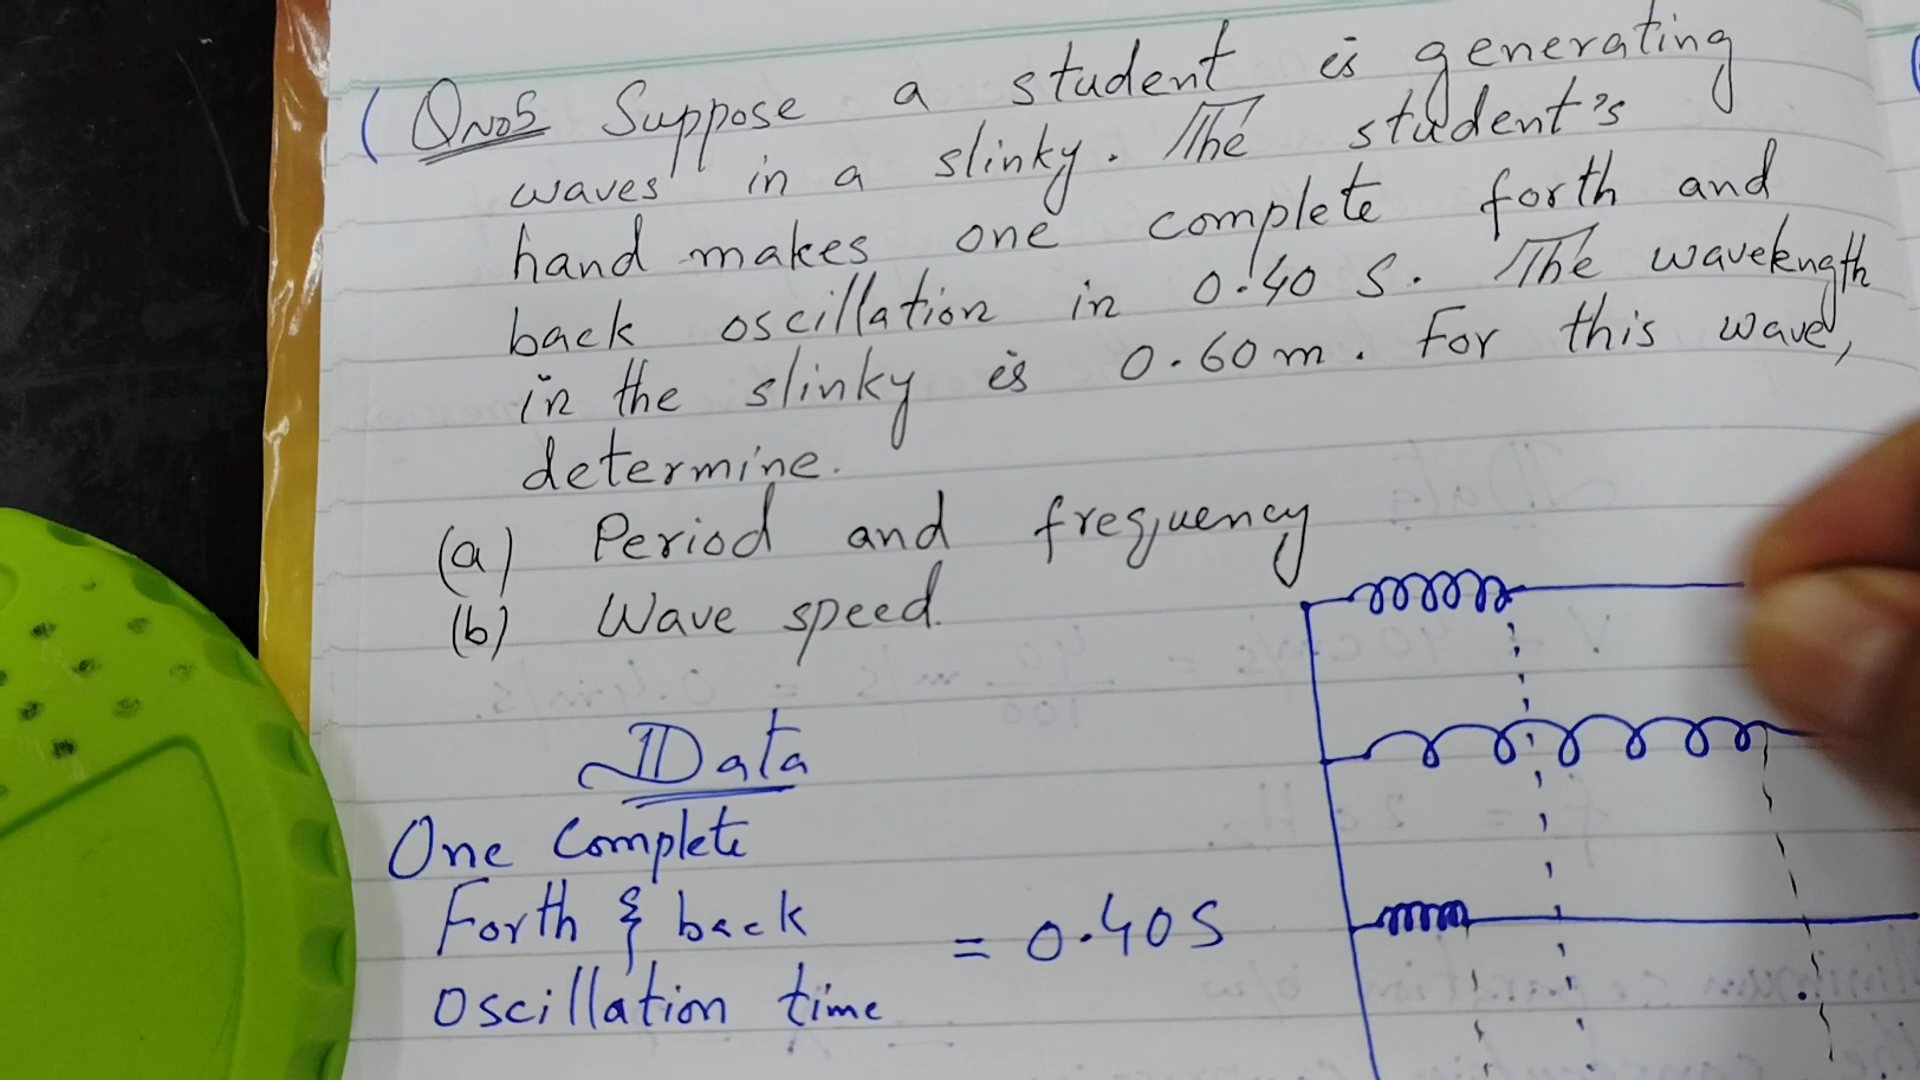 ( QNo5 Suppose a student is generating
waves in a slinky. The student's
hand makes one complete forth and
back oscillation in 0.40 S. The wavelength
in the slinky is 0.60 m. For this wave,
determine.
(a) Period and frequency
(b) Wave speed.
Data
One Complete
Forth & back
Oscillation time = 0.40 S